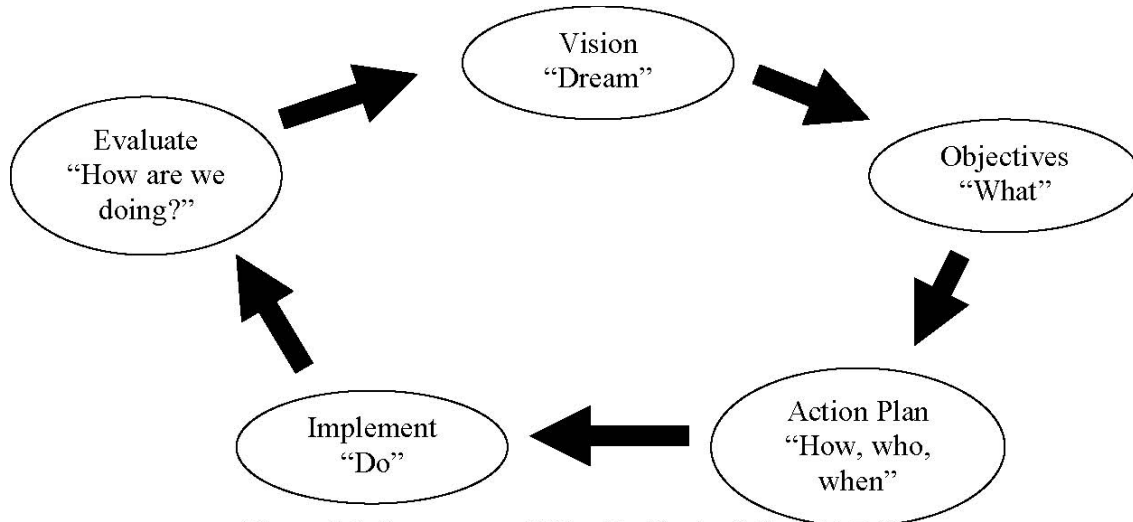 Vision
“Dream”
Objectives
“What”
Action Plan
“How, who,
when”
Implement
“Do”
Evaluate
“How are we
doing?”